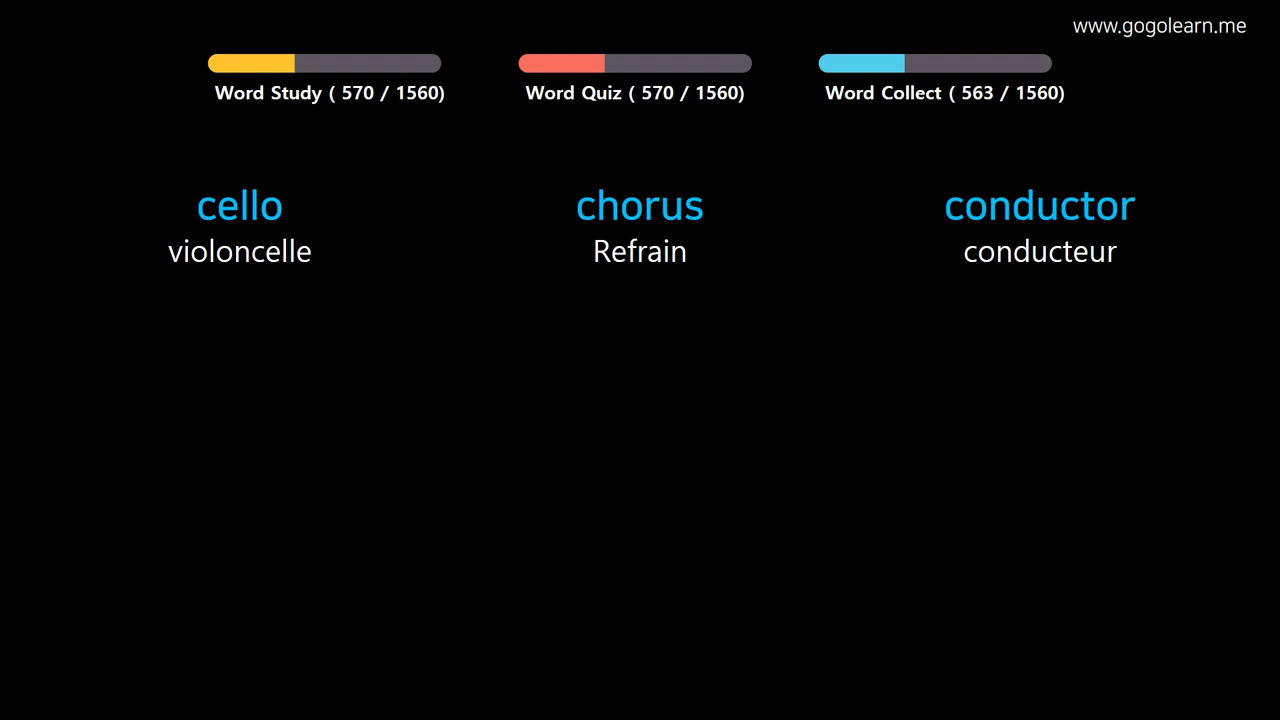 www.gogolearn.me
Word Study ( 570 / 1560)
Word Quiz ( 570 / 1560)
Word Collect ( 563 / 1560)
cello
violoncelle
chorus
Refrain
conductor
conducteur